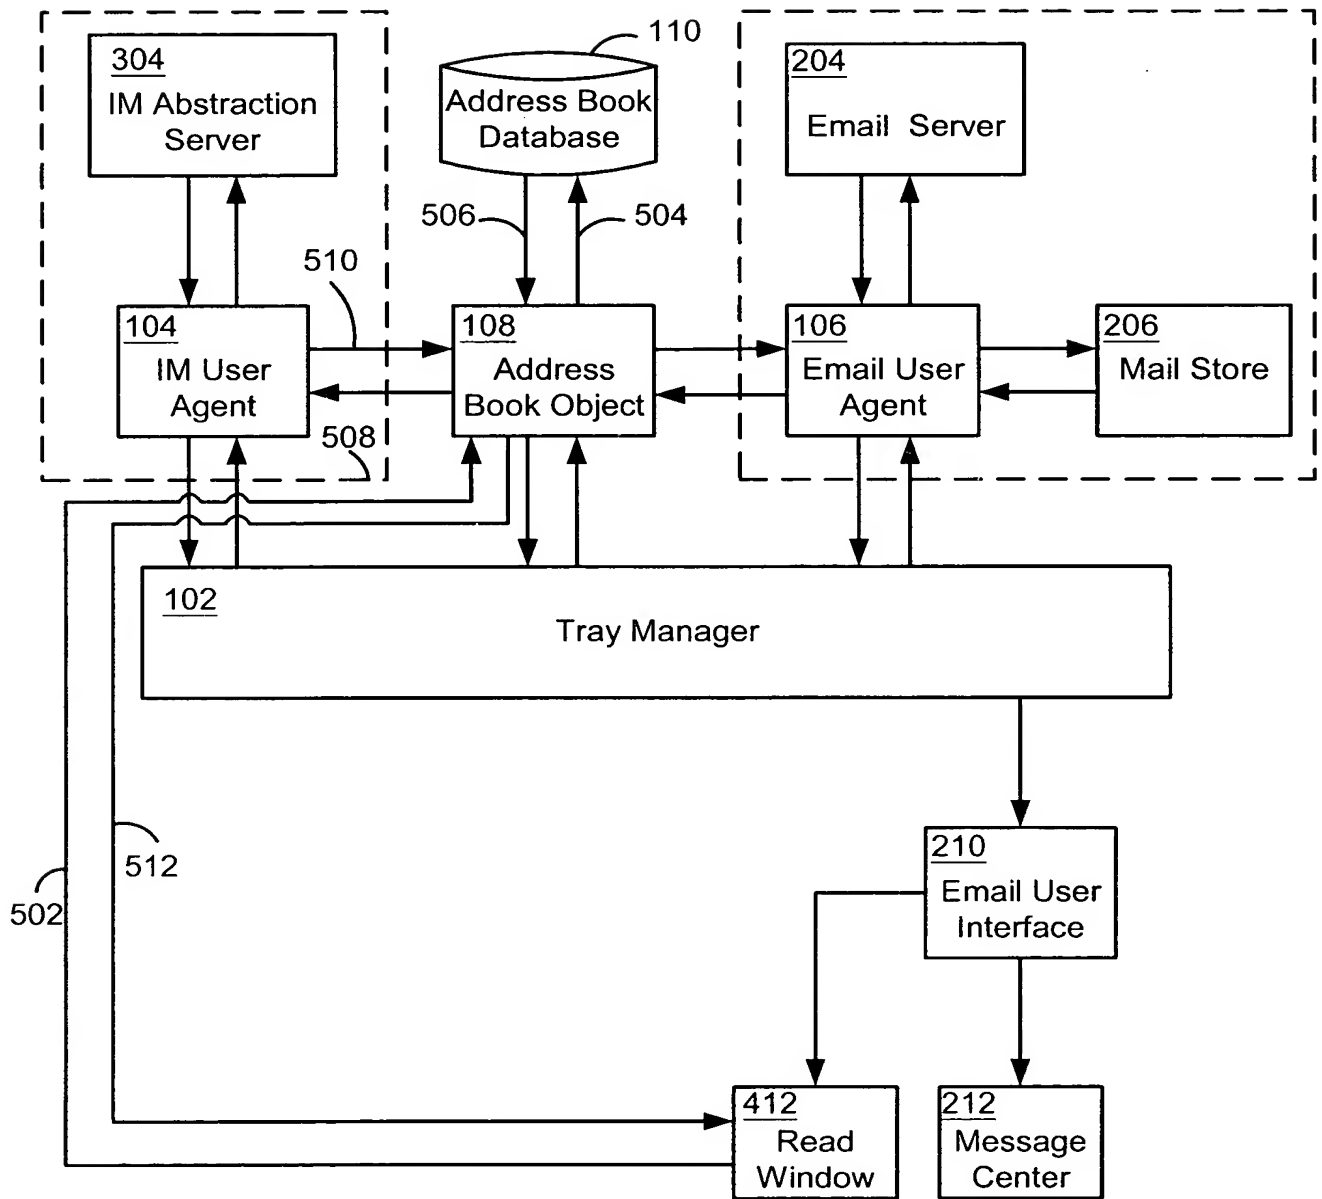 304
IM Abstraction
Server
110
Address Book
Database
204
Email Server
506
504
510
104
IM User
Agent
108
Address
Book Object
106
Email User
Agent
206
Mail Store
508
102
Tray Manager
512
502
210
Email User
Interface
412
Read
Window
212
Message
Center